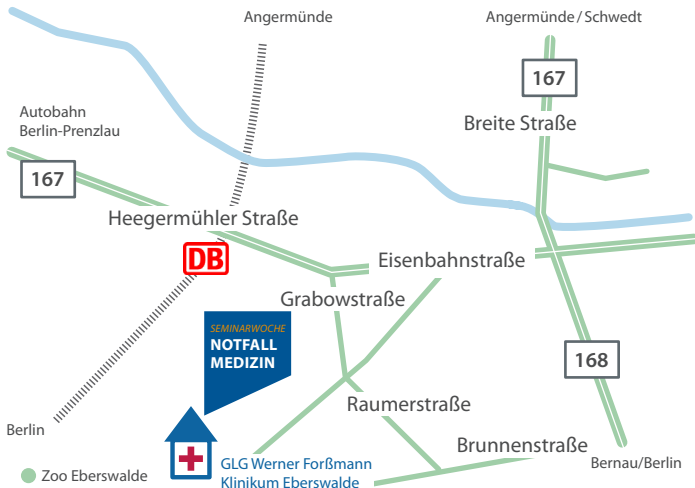 Angermünde
Angermünde / Schwedt
167
Autobahn
Berlin-Prenzlau
Breite Straße
167
Heegermühler Straße
DB
Eisenbahnstraße
Grabowstraße
SEMINARWOCHE
NOTFALL
MEDIZIN
168
Raumerstraße
Berlin
Brunnenstraße
GLG Werner Forßmann
Klinikum Eberswalde
Bernau/Berlin
Zoo Eberswalde